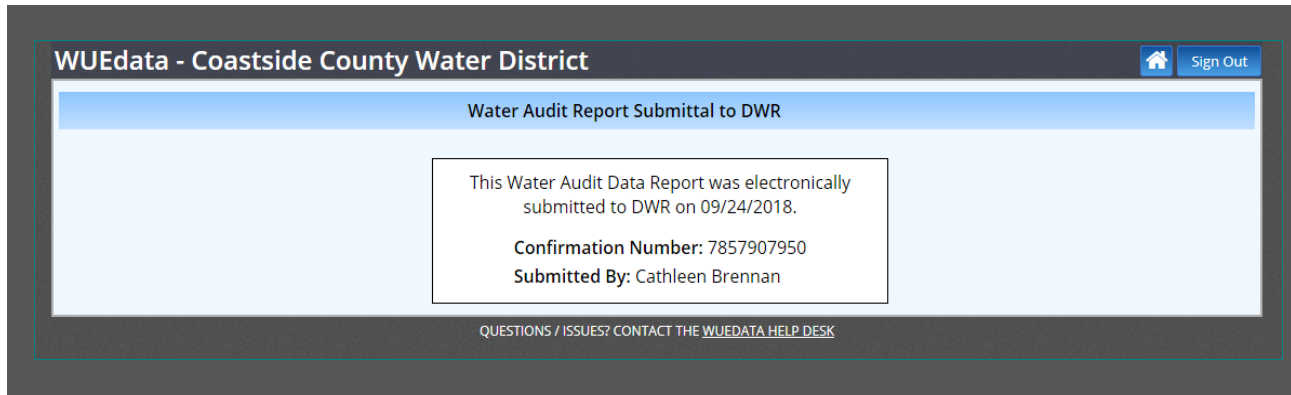 WUEdata - Coastside County Water District
Sign Out
Water Audit Report Submittal to DWR
This Water Audit Data Report was electronically
submitted to DWR on 09/24/2018.
Confirmation Number: 7857907950
Submitted By: Cathleen Brennan
QUESTIONS / ISSUES? CONTACT THE WUEDATA HELP DESK